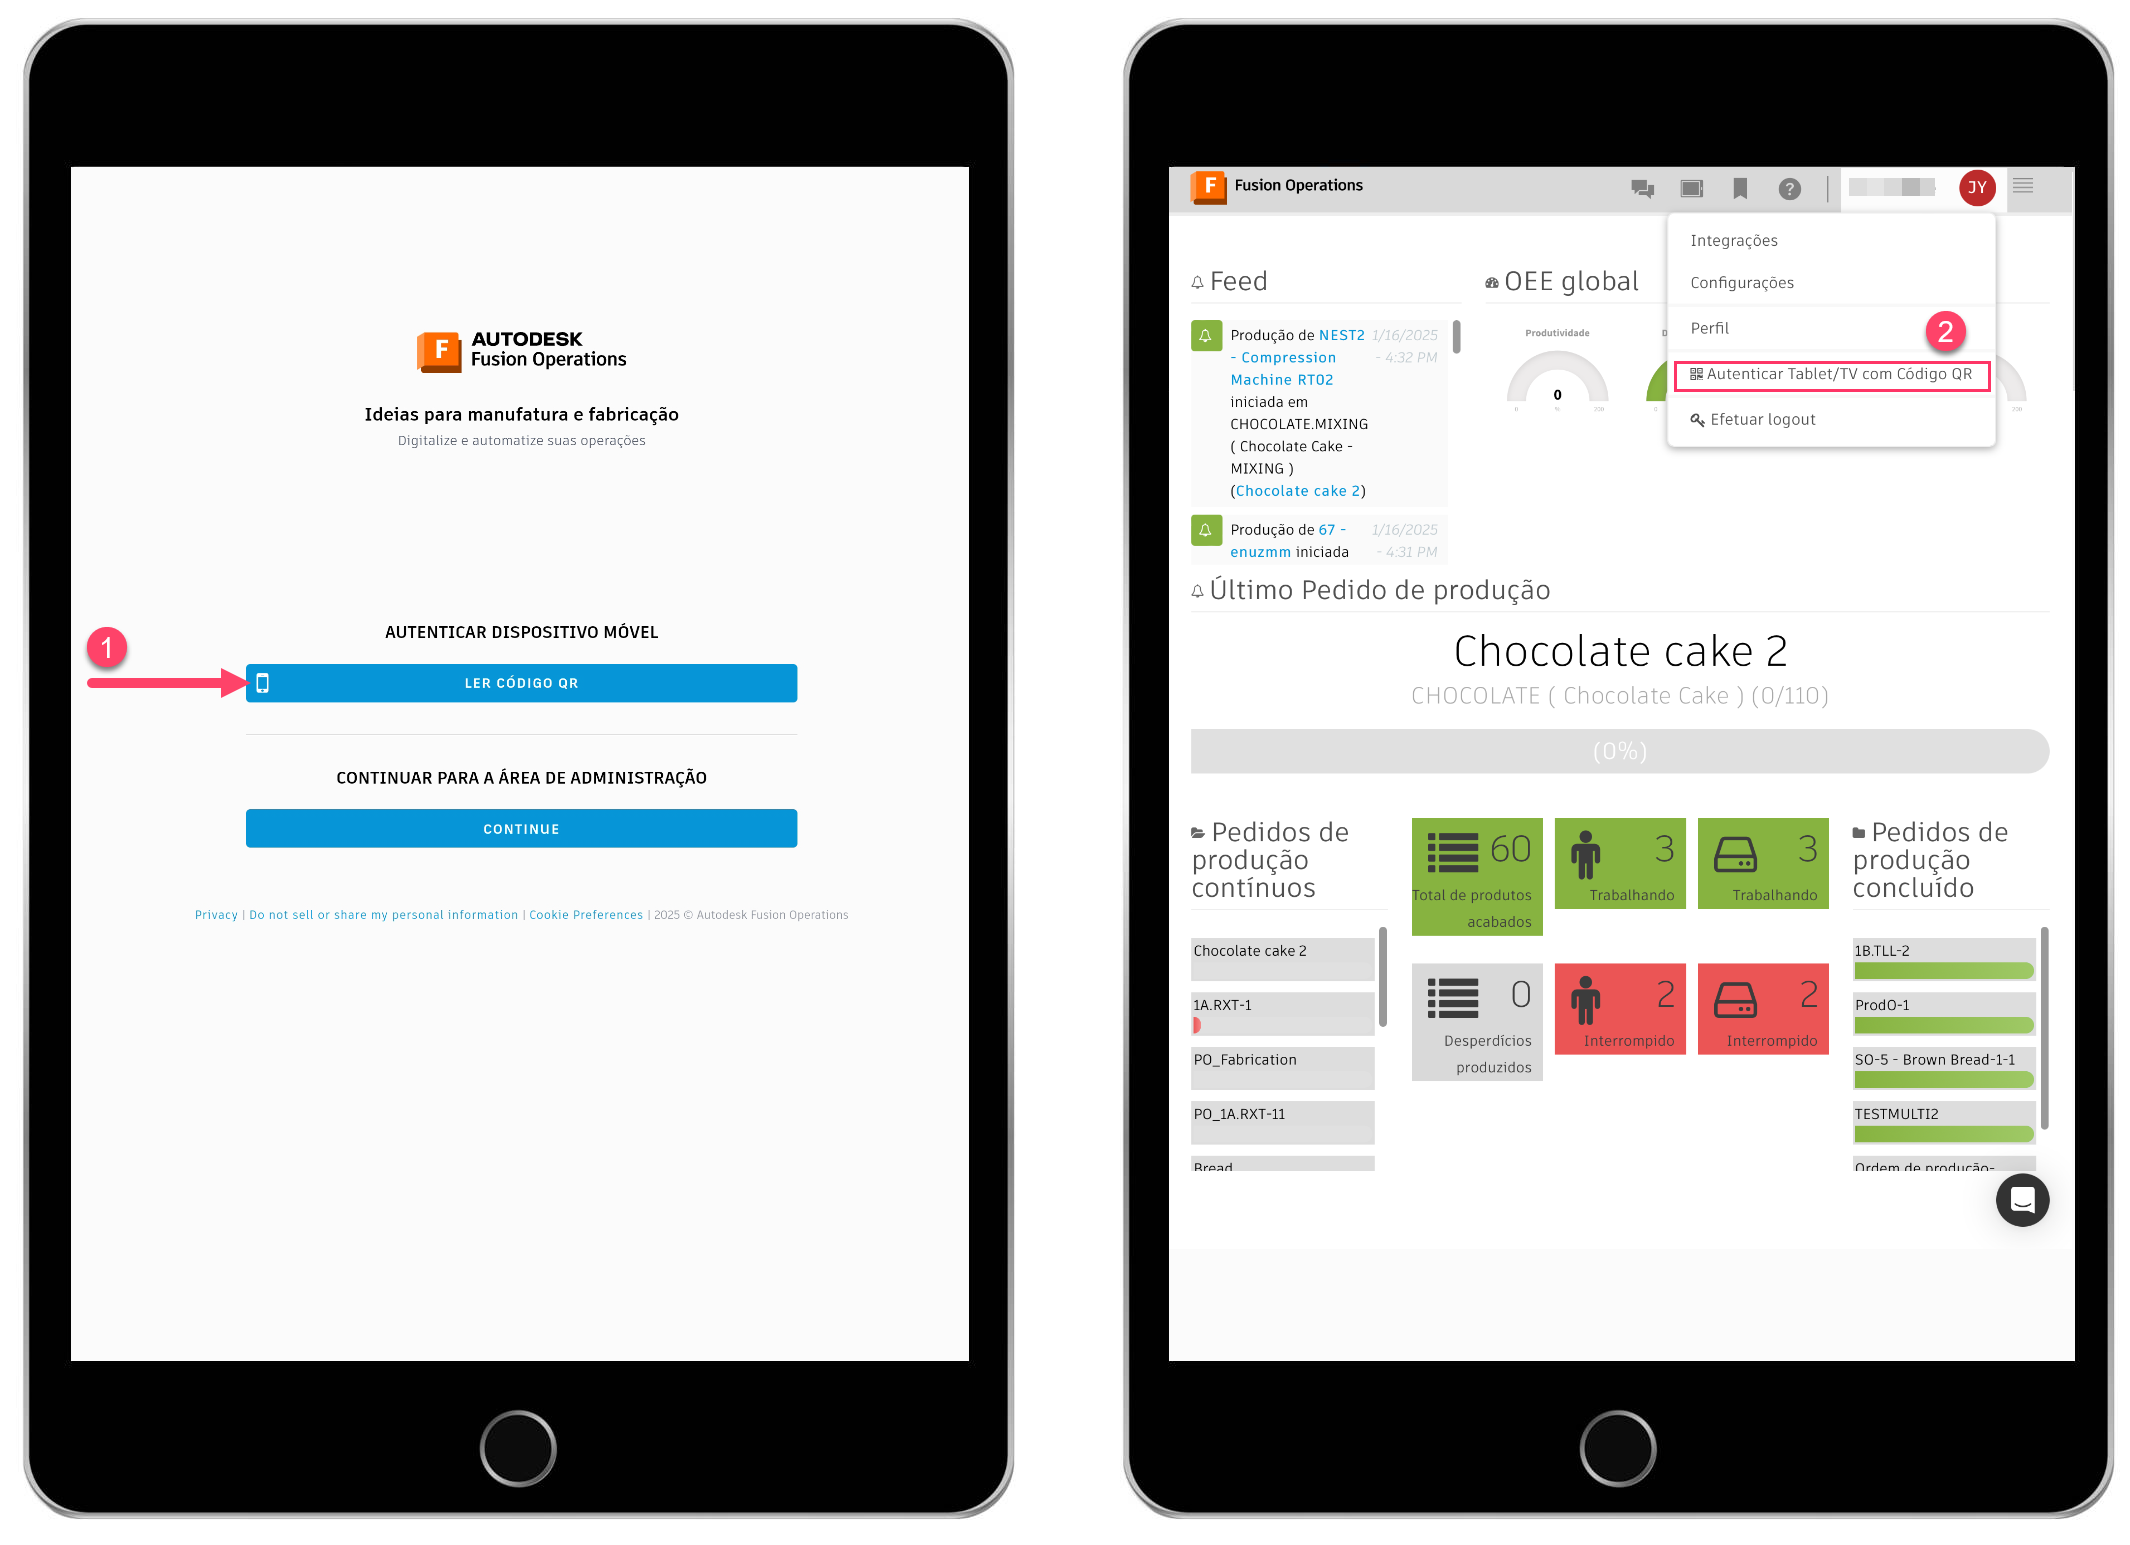 AUTODESK
Fusion Operations
Ideias para manufatura e fabricação
Digitalize e automatize suas operações
AUTENTICAR DISPOSITIVO MÓVEL
1
LER CÓDIGO QR
CONTINUAR PARA A ÁREA DE ADMINISTRAÇÃO
CONTINUE
Privacy | Do not sell or share my personal information | Cookie Preferences | 2025 © Autodesk Fusion Operations
Fusion Operations
JY
Integrações
Configurações
Perfil
2
Autenticar Tablet/TV com Código QR
Efetuar logout
Feed
Produção de NEST2
- Compression
Machine RT02
iniciada em
CHOCOLATE.MIXING
( Chocolate Cake -
MIXING )
(Chocolate cake 2)
1/16/2025
- 4:32 PM
Produção de 67 -
enuzmm iniciada
1/16/2025
- 4:31 PM
OEE global
Produtividade
0
0 % 200
D
0
200
Último Pedido de produção
Chocolate cake 2
CHOCOLATE ( Chocolate Cake ) (0/110)
(0%)
Pedidos de
produção
contínuos
Chocolate cake 2
1A.RXT-1
PO_Fabrication
PO_1A.RXT-11
Bread
60
Total de produtos
acabados
3
Trabalhando
3
Trabalhando
0
Desperdícios
produzidos
2
Interrompido
2
Interrompido
Pedidos de
produção
concluído
1B.TLL-2
ProdO-1
SO-5 - Brown Bread-1-1
TESTMULTI2
Ordem de produção-